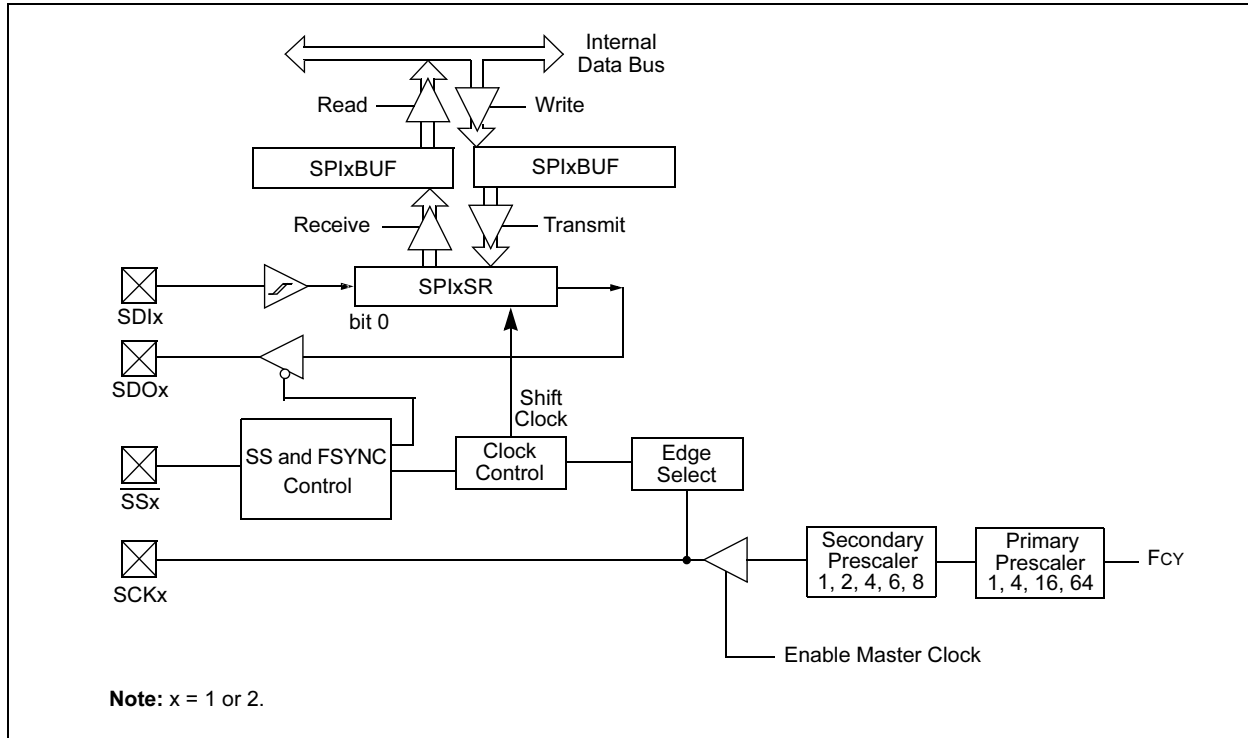 Internal
Data Bus
Read
Write
SPIxBUF
SPIxBUF
Receive
Transmit
SPIxSR
SDIx
bit 0
SDOx
Shift
Clock
SS and FSYNC
Control
Clock
Control
Edge
Select
SSx
Secondary
Prescaler
1, 2, 4, 6, 8
Primary
Prescaler
1, 4, 16, 64
FCY
SCKx
Enable Master Clock
Note: x = 1 or 2.